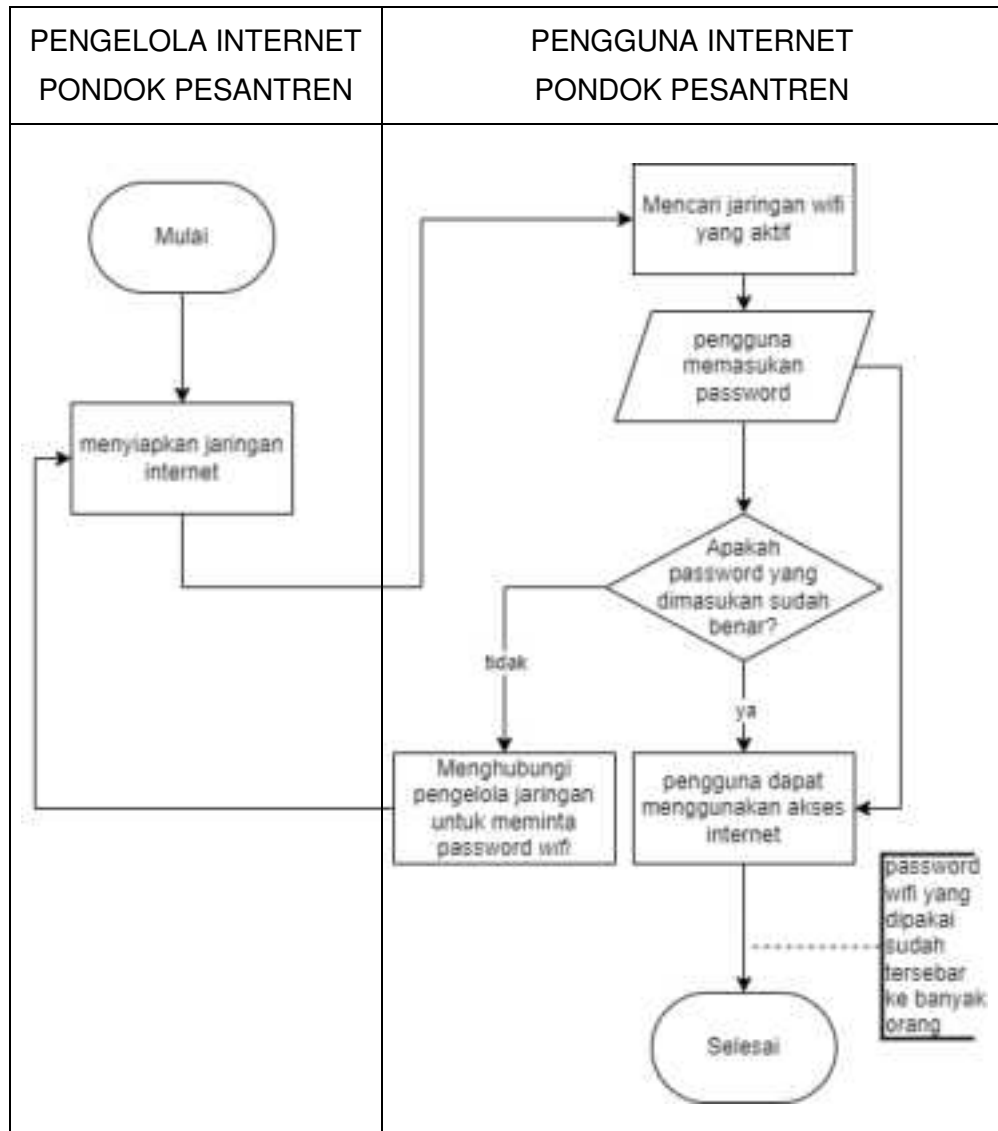 PENGELOLA INTERNET
PONDOK PESANTREN
PENGGUNA INTERNET
PONDOK PESANTREN
Mulai
menyiapkan jaringan
internet
Mencari jaringan wifi
yang aktif
pengguna
memasukan
password
Apakah
password yang
dimasukan sudah
benar?
tidak
ya
Menghubungi
pengelola jaringan
untuk meminta
password wifi
pengguna dapat
menggunakan akses
internet
password
wifi yang
dipakai
sudah
tersebar
ke banyak
orang
Selesai